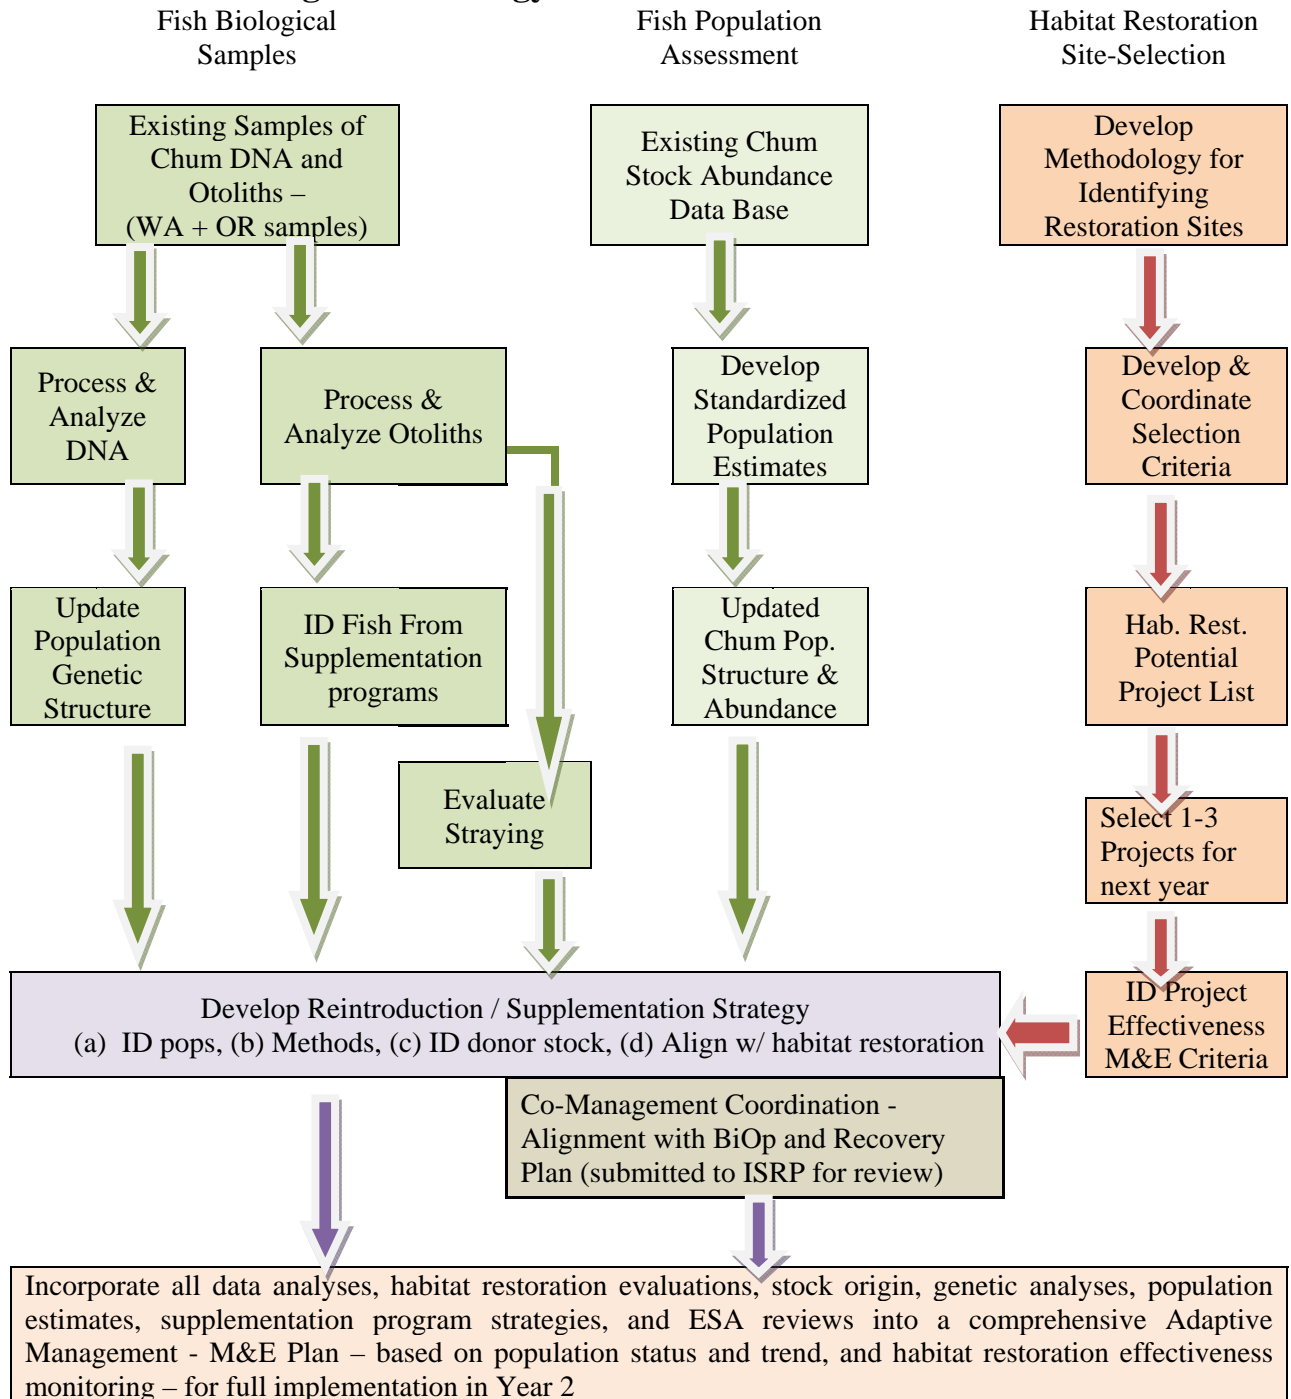 Fish Biological
Samples
Fish Population
Assessment
Habitat Restoration
Site-Selection
Existing Samples of
Chum DNA and
Otoliths –
(WA + OR samples)
Existing Chum
Stock Abundance
Data Base
Develop
Methodology for
Identifying
Restoration Sites
Process &
Analyze
DNA
Process &
Analyze Otoliths
Develop
Standardized
Population
Estimates
Develop &
Coordinate
Selection
Criteria
Update
Population
Genetic
Structure
ID Fish From
Supplementation
programs
Updated
Chum Pop.
Structure &
Abundance
Hab. Rest.
Potential
Project List
Evaluate
Straying
Select 1-3
Projects for
next year
Develop Reintroduction / Supplementation Strategy
(a) ID pops, (b) Methods, (c) ID donor stock, (d) Align w/ habitat restoration
ID Project
Effectiveness
M&E Criteria
Co-Management Coordination -
Alignment with BiOp and Recovery
Plan (submitted to ISRP for review)
Incorporate all data analyses, habitat restoration evaluations, stock origin, genetic analyses, population
estimates, supplementation program strategies, and ESA reviews into a comprehensive Adaptive
Management - M&E Plan – based on population status and trend, and habitat restoration effectiveness
monitoring – for full implementation in Year 2